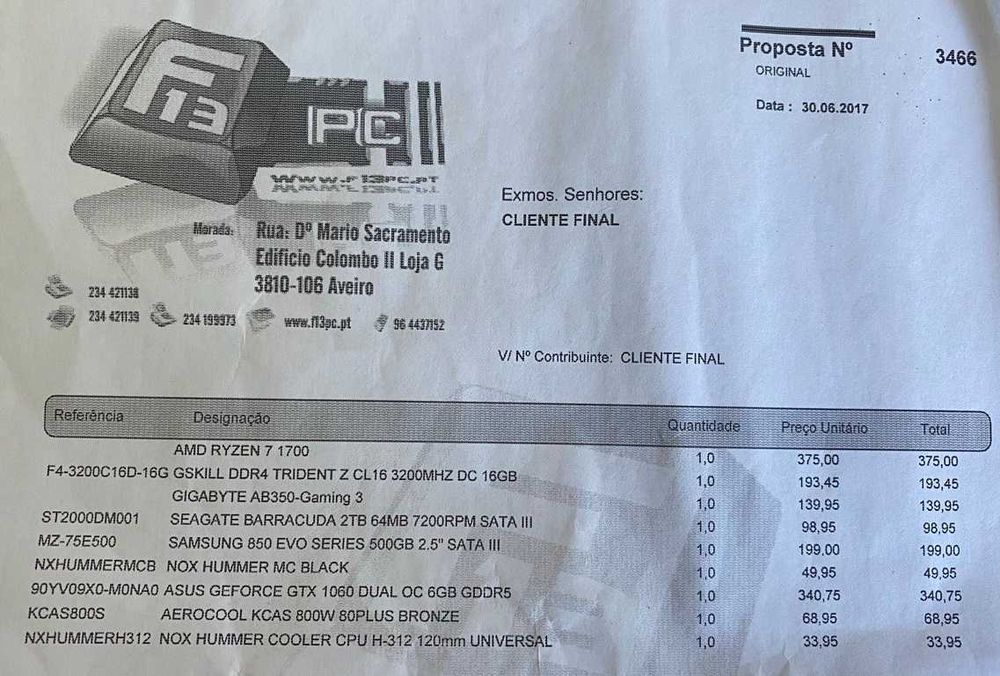 F13
PC
WWW.F13PC.PT
Proposta Nº 3466
ORIGINAL
Data : 30.06.2017
Exmos. Senhores:
CLIENTE FINAL
Morada: Rua: Dº Mario Sacramento
Edificio Colombo II Loja G
3810-106 Aveiro
234 421138
234 421139 234 199973 www.f13pc.pt 96 4437152
V/ Nº Contribuinte: CLIENTE FINAL
Referência Designação Quantidade Preço Unitário Total
AMD RYZEN 7 1700 1,0 375,00 375,00
F4-3200C16D-16G GSKILL DDR4 TRIDENT Z CL16 3200MHZ DC 16GB 1,0 193,45 193,45
GIGABYTE AB350-Gaming 3 1,0 139,95 139,95
ST2000DM001 SEAGATE BARRACUDA 2TB 64MB 7200RPM SATA III 1,0 98,95 98,95
MZ-75E500 SAMSUNG 850 EVO SERIES 500GB 2.5" SATA III 1,0 199,00 199,00
NXHUMMERMCB NOX HUMMER MC BLACK 1,0 49,95 49,95
90YV09X0-M0NA0 ASUS GEFORCE GTX 1060 DUAL OC 6GB GDDR5 1,0 340,75 340,75
KCAS800S AEROCOOL KCAS 800W 80PLUS BRONZE 1,0 68,95 68,95
NXHUMMERH312 NOX HUMMER COOLER CPU H-312 120mm UNIVERSAL 1,0 33,95 33,95